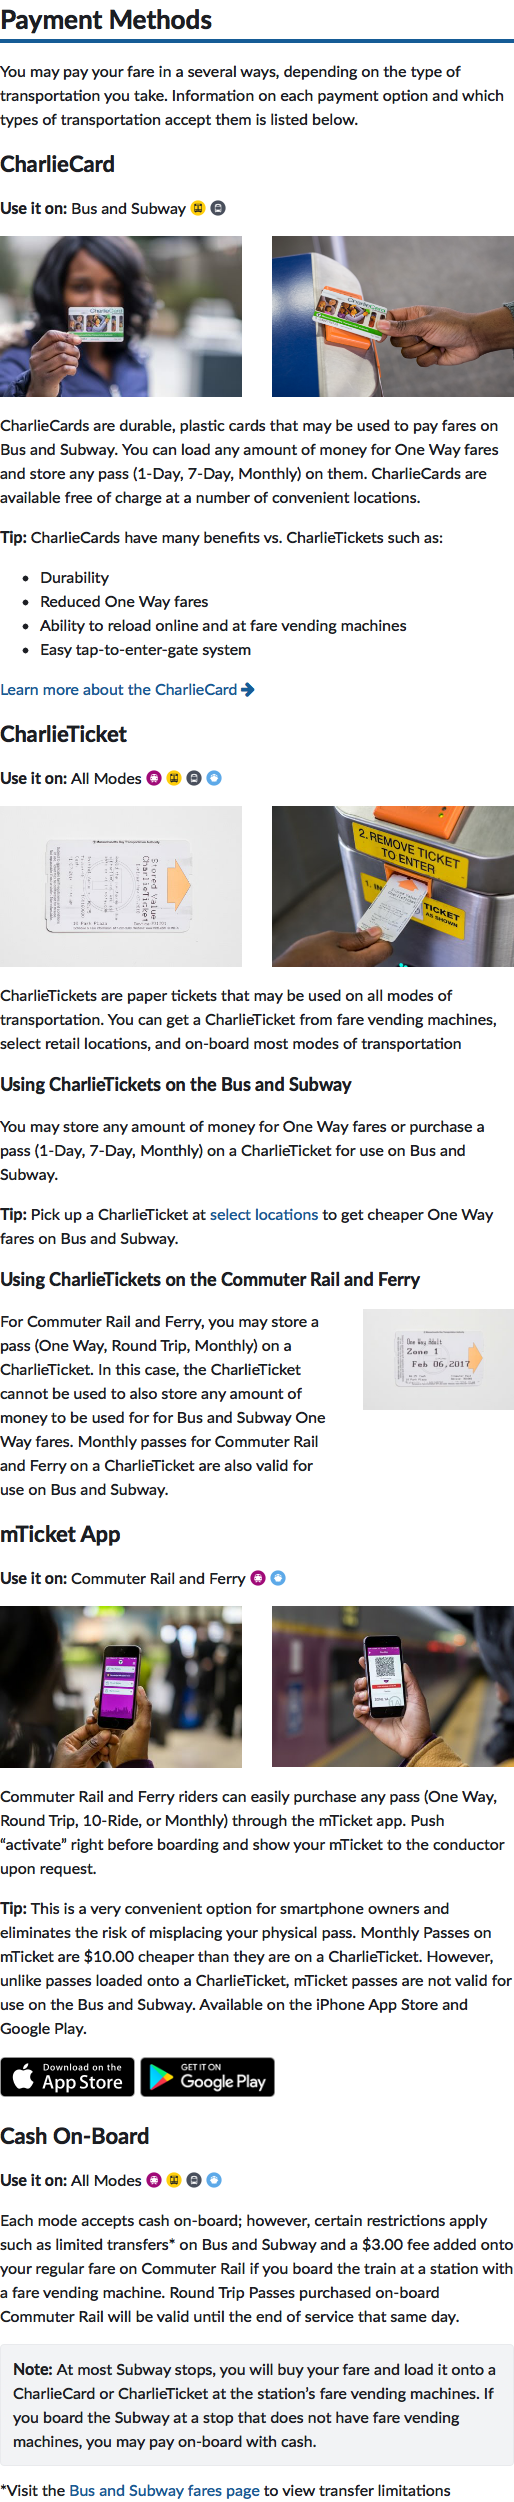 Payment Methods
You may pay your fare in a several ways, depending on the type of
transportation you take. Information on each payment option and which
types of transportation accept them is listed below.
CharlieCard
Use it on: Bus and Subway
CharlieCard
CharlieCard
CharlieCards are durable, plastic cards that may be used to pay fares on
Bus and Subway. You can load any amount of money for One Way fares
and store any pass (1-Day, 7-Day, Monthly) on them. CharlieCards are
available free of charge at a number of convenient locations.
Tip: CharlieCards have many benefits vs. CharlieTickets such as:
• Durability
• Reduced One Way fares
• Ability to reload online and at fare vending machines
• Easy tap-to-enter-gate system
Learn more about the CharlieCard
CharlieTicket
Use it on: All Modes
Stored Value
CharlieTicket
2. REMOVE TICKET
TO ENTER
1. IN
TICKET
AS SHOWN
CharlieTickets are paper tickets that may be used on all modes of
transportation. You can get a CharlieTicket from fare vending machines,
select retail locations, and on-board most modes of transportation
Using CharlieTickets on the Bus and Subway
You may store any amount of money for One Way fares or purchase a
pass (1-Day, 7-Day, Monthly) on a CharlieTicket for use on Bus and
Subway.
Tip: Pick up a CharlieTicket at select locations to get cheaper One Way
fares on Bus and Subway.
Using CharlieTickets on the Commuter Rail and Ferry
For Commuter Rail and Ferry, you may store a
pass (One Way, Round Trip, Monthly) on a
CharlieTicket. In this case, the CharlieTicket
cannot be used to also store any amount of
money to be used for for Bus and Subway One
Way fares. Monthly passes for Commuter Rail
and Ferry on a CharlieTicket are also valid for
use on Bus and Subway.
One Way Adult
Zone 1
Feb 06,2017
mTicket App
Use it on: Commuter Rail and Ferry
Commuter Rail and Ferry riders can easily purchase any pass (One Way,
Round Trip, 10-Ride, or Monthly) through the mTicket app. Push
“activate” right before boarding and show your mTicket to the conductor
upon request.
Tip: This is a very convenient option for smartphone owners and
eliminates the risk of misplacing your physical pass. Monthly Passes on
mTicket are $10.00 cheaper than they are on a CharlieTicket. However,
unlike passes loaded onto a CharlieTicket, mTicket passes are not valid for
use on the Bus and Subway. Available on the iPhone App Store and
Google Play.
Download on the
App Store
GET IT ON
Google Play
Cash On-Board
Use it on: All Modes
Each mode accepts cash on-board; however, certain restrictions apply
such as limited transfers* on Bus and Subway and a $3.00 fee added onto
your regular fare on Commuter Rail if you board the train at a station with
a fare vending machine. Round Trip Passes purchased on-board
Commuter Rail will be valid until the end of service that same day.
Note: At most Subway stops, you will buy your fare and load it onto a
CharlieCard or CharlieTicket at the station’s fare vending machines. If
you board the Subway at a stop that does not have fare vending
machines, you may pay on-board with cash.
*Visit the Bus and Subway fares page to view transfer limitations